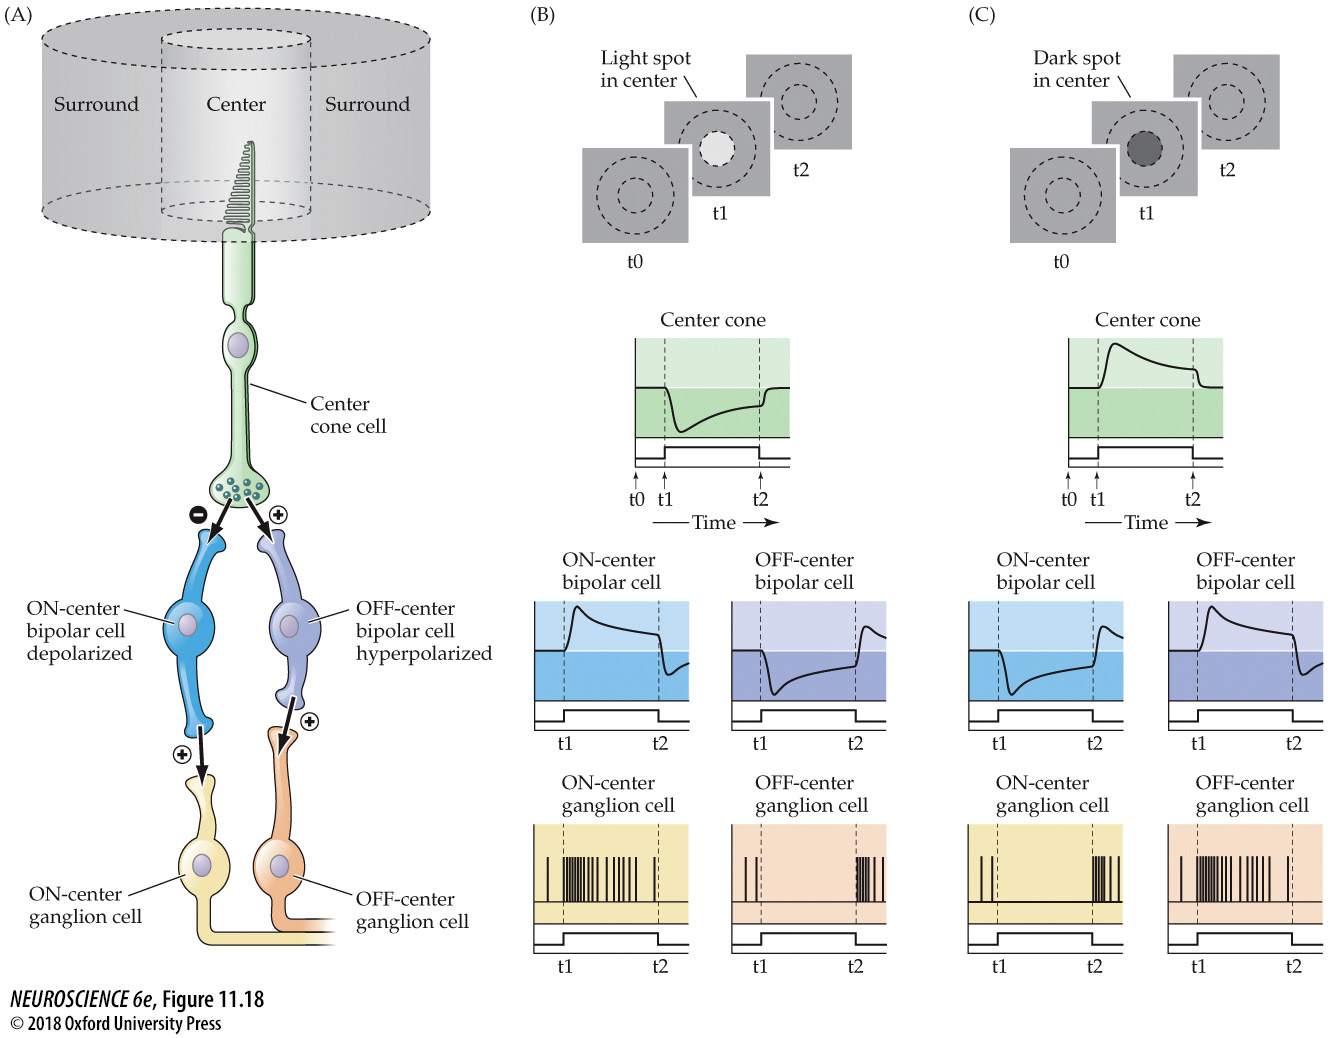 (A)
Surround
Center
Surround
Center
cone cell
−
+
ON-center
bipolar cell
depolarized
OFF-center
bipolar cell
hyperpolarized
+
+
ON-center
ganglion cell
OFF-center
ganglion cell
(B)
Light spot
in center
t0
t1
t2
Center cone
t0 t1 t2
Time
ON-center
bipolar cell
t1 t2
OFF-center
bipolar cell
t1 t2
ON-center
ganglion cell
t1 t2
OFF-center
ganglion cell
t1 t2
(C)
Dark spot
in center
t0
t1
t2
Center cone
t0 t1 t2
Time
ON-center
bipolar cell
t1 t2
OFF-center
bipolar cell
t1 t2
ON-center
ganglion cell
t1 t2
OFF-center
ganglion cell
t1 t2
NEUROSCIENCE 6e, Figure 11.18
© 2018 Oxford University Press